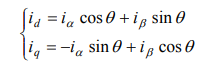 i_d = i_α cos θ + i_β sin θ
i_q = −i_α sin θ + i_β cos θ